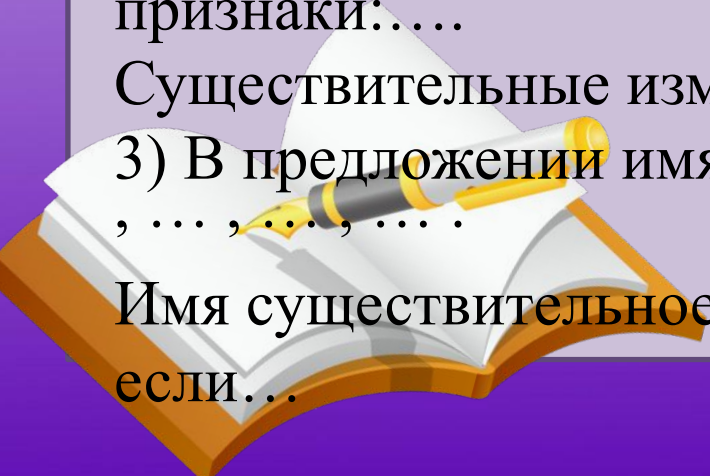 признаки:….
Существительные изм
3) В предложении имя
, … , … , … .
Имя существительное
если…